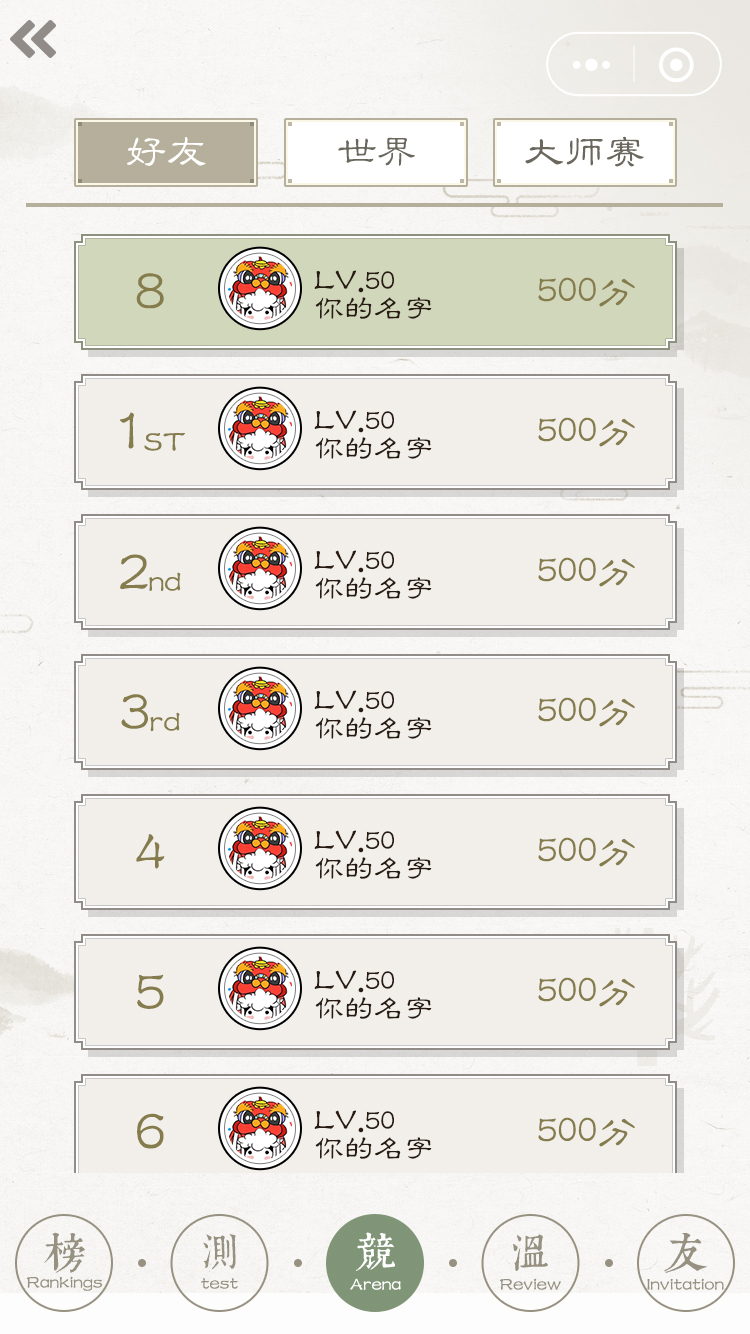 好友 世界 大师赛
8 LV.50 500分
你的名字
1ST LV.50 500分
你的名字
2nd LV.50 500分
你的名字
3rd LV.50 500分
你的名字
4 LV.50 500分
你的名字
5 LV.50 500分
你的名字
6 LV.50 500分
你的名字
榜 測 競 溫 友
Rankings test Arena Review Invitation